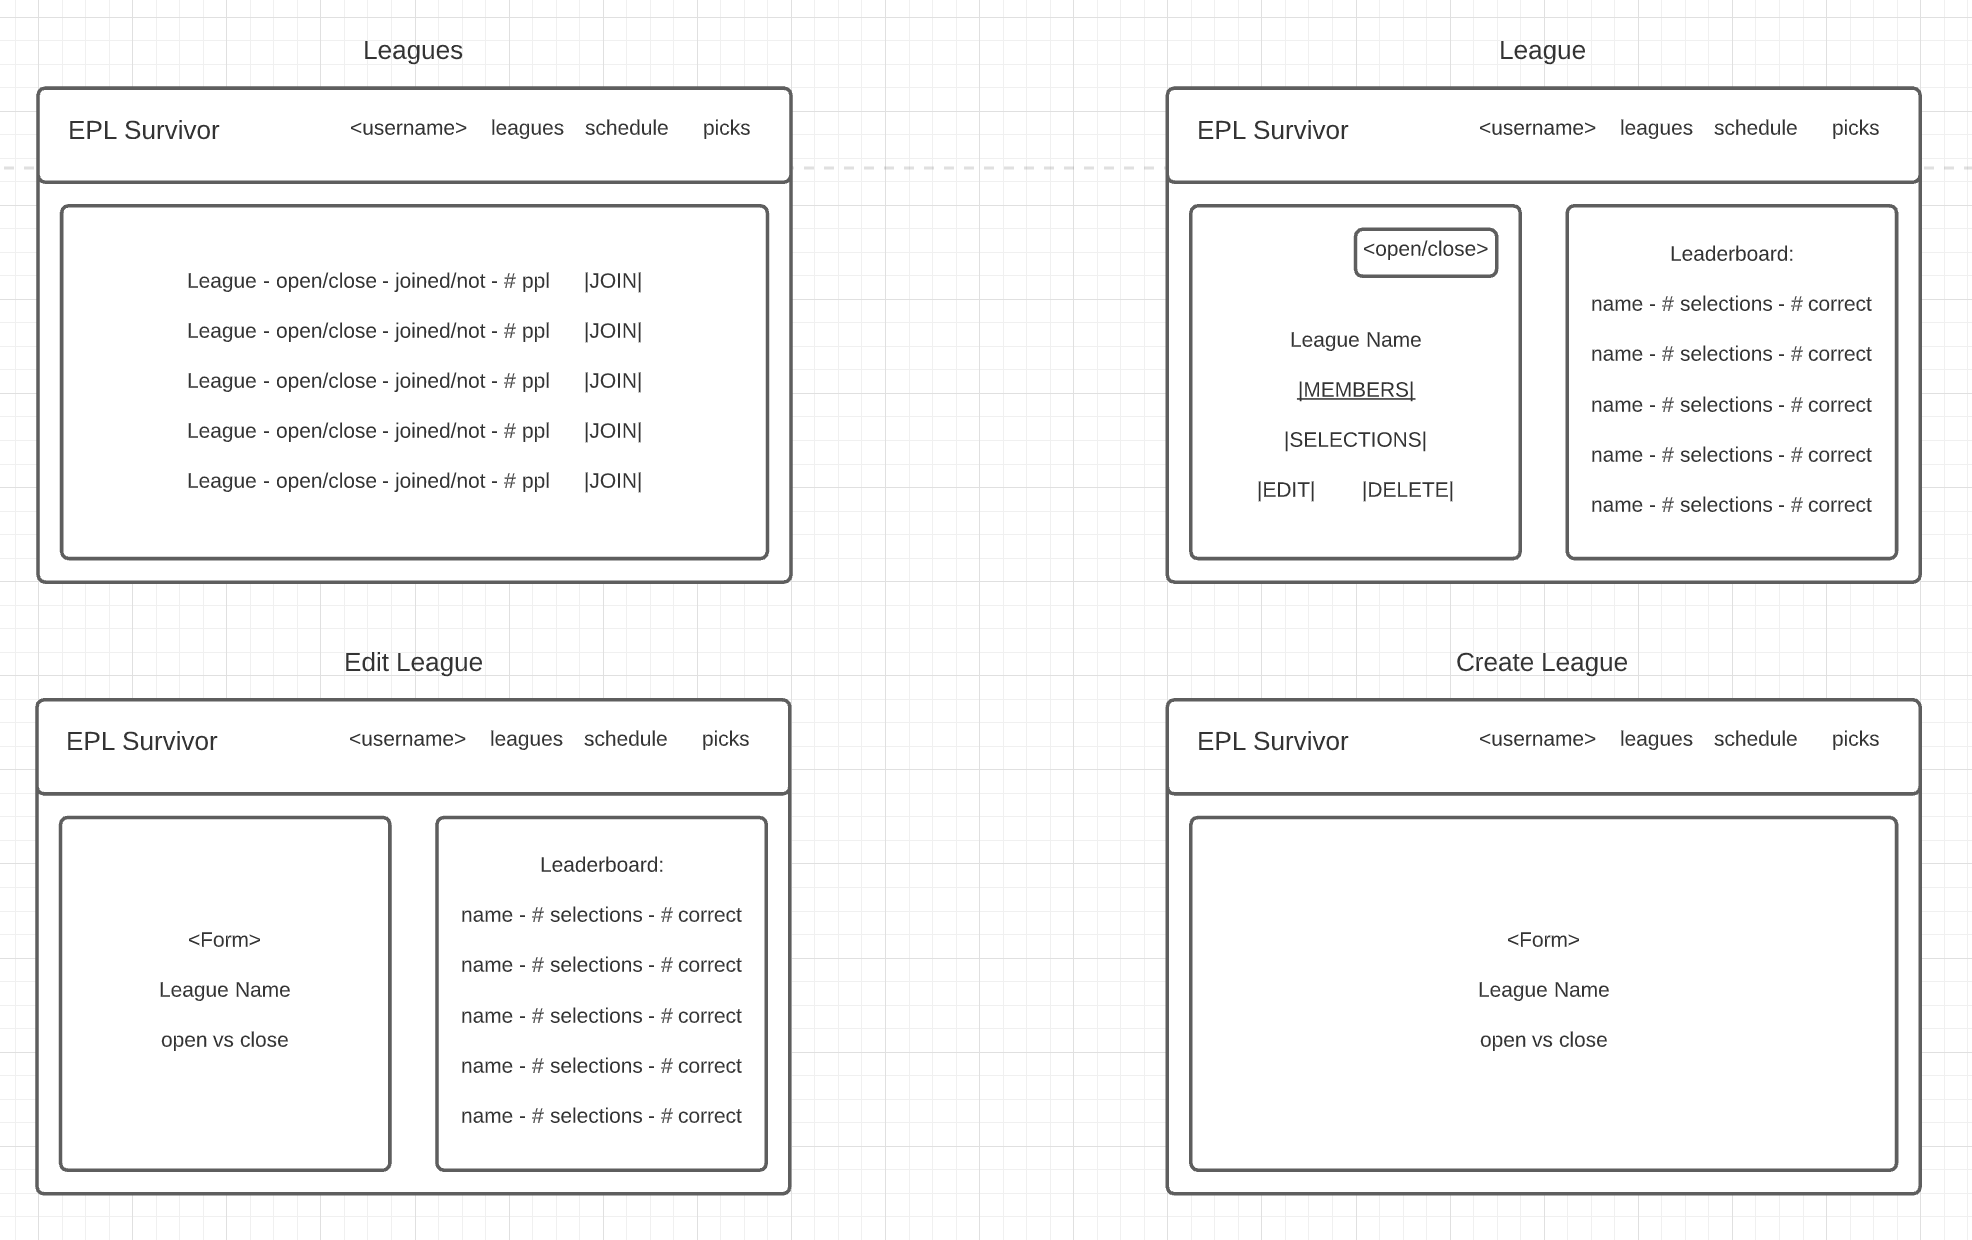 Leagues
EPL Survivor <username> leagues schedule picks
League - open/close - joined/not - # ppl |JOIN|
League - open/close - joined/not - # ppl |JOIN|
League - open/close - joined/not - # ppl |JOIN|
League - open/close - joined/not - # ppl |JOIN|
League - open/close - joined/not - # ppl |JOIN|
League
EPL Survivor <username> leagues schedule picks
<open/close>
League Name
|MEMBERS|
|SELECTIONS|
|EDIT| |DELETE|
Leaderboard:
name - # selections - # correct
name - # selections - # correct
name - # selections - # correct
name - # selections - # correct
name - # selections - # correct
Edit League
EPL Survivor <username> leagues schedule picks
<Form>
League Name
open vs close
Leaderboard:
name - # selections - # correct
name - # selections - # correct
name - # selections - # correct
name - # selections - # correct
name - # selections - # correct
Create League
EPL Survivor <username> leagues schedule picks
<Form>
League Name
open vs close